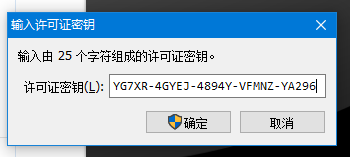 输入许可证密钥
输入由 25 个字符组成的许可证密钥。
许可证密钥(L): YG7XR-4GYEJ-4894Y-VFMNZ-YA296
确定 取消